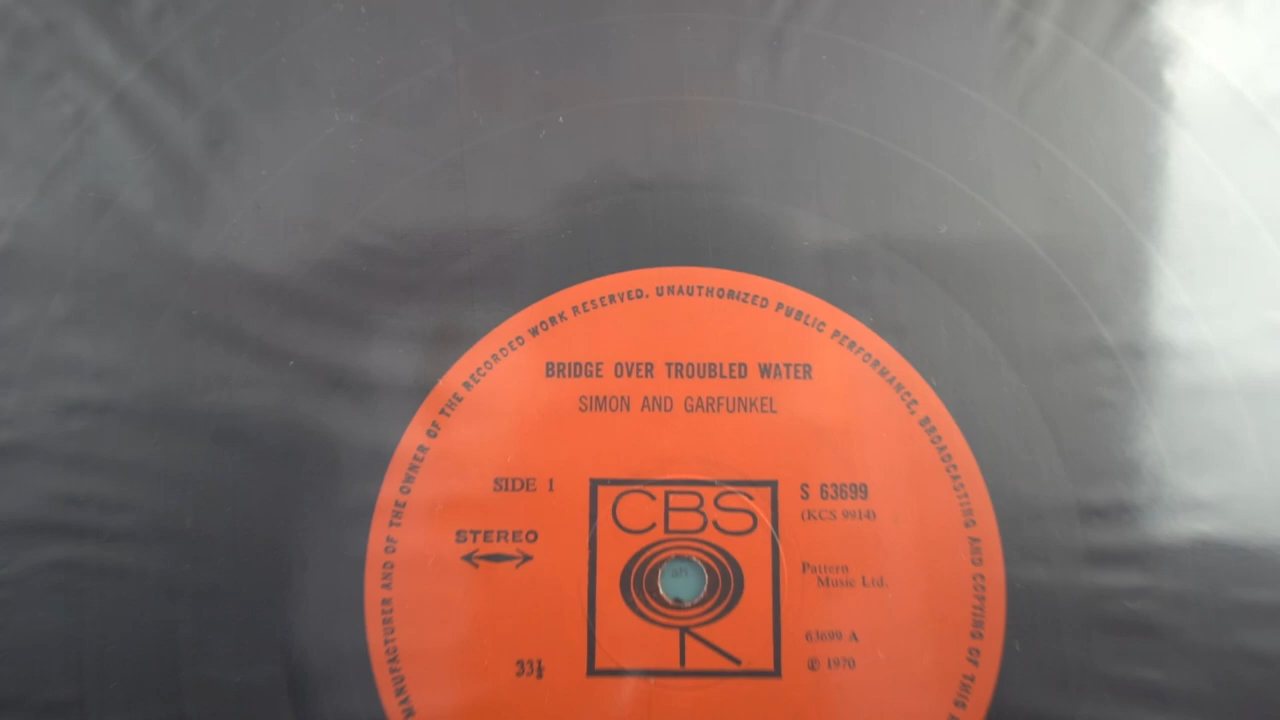 MANUFACTURER AND OF THE OWNER OF THE RECORDED WORK RESERVED. UNAUTHORIZED PUBLIC PERFORMANCE, BROADCASTING AND COPYING OF THIS
BRIDGE OVER TROUBLED WATER
SIMON AND GARFUNKEL
SIDE 1
STEREO
33⅓
CBS
S 63699
(KCS 9914)
Pattern
Music Ltd.
63699 A
℗ 1970